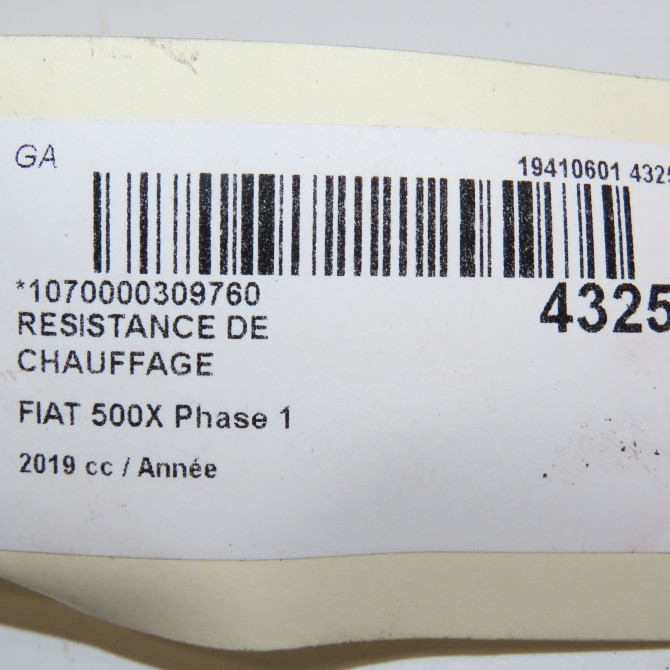 GA
19410601 4325
*1070000309760
4325
RESISTANCE DE
CHAUFFAGE
FIAT 500X Phase 1
2019 cc / Année